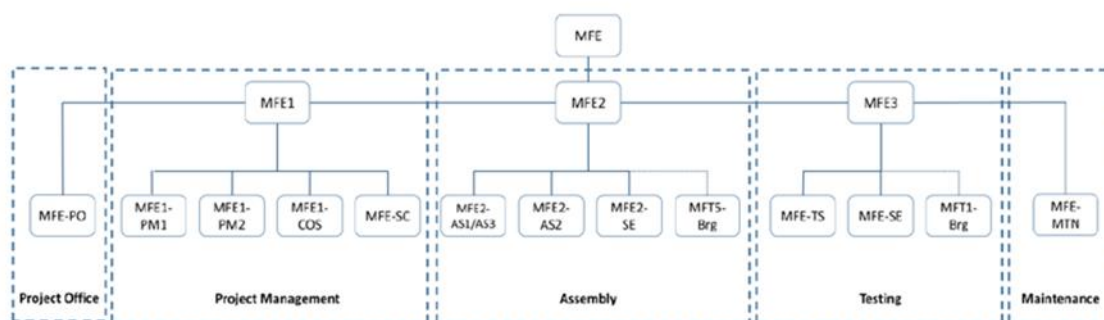 MFE
MFE1
MFE2
MFE3
MFE-PO
MFE1-
PM1
MFE1-
PM2
MFE1-
COS
MFE-SC
MFE2-
AS1/AS3
MFE2-
AS2
MFE2-
SE
MFT5-
Brg
MFE-TS
MFE-SE
MFT1-
Brg
MFE-
MTN
Project Office
Project Management
Assembly
Testing
Maintenance